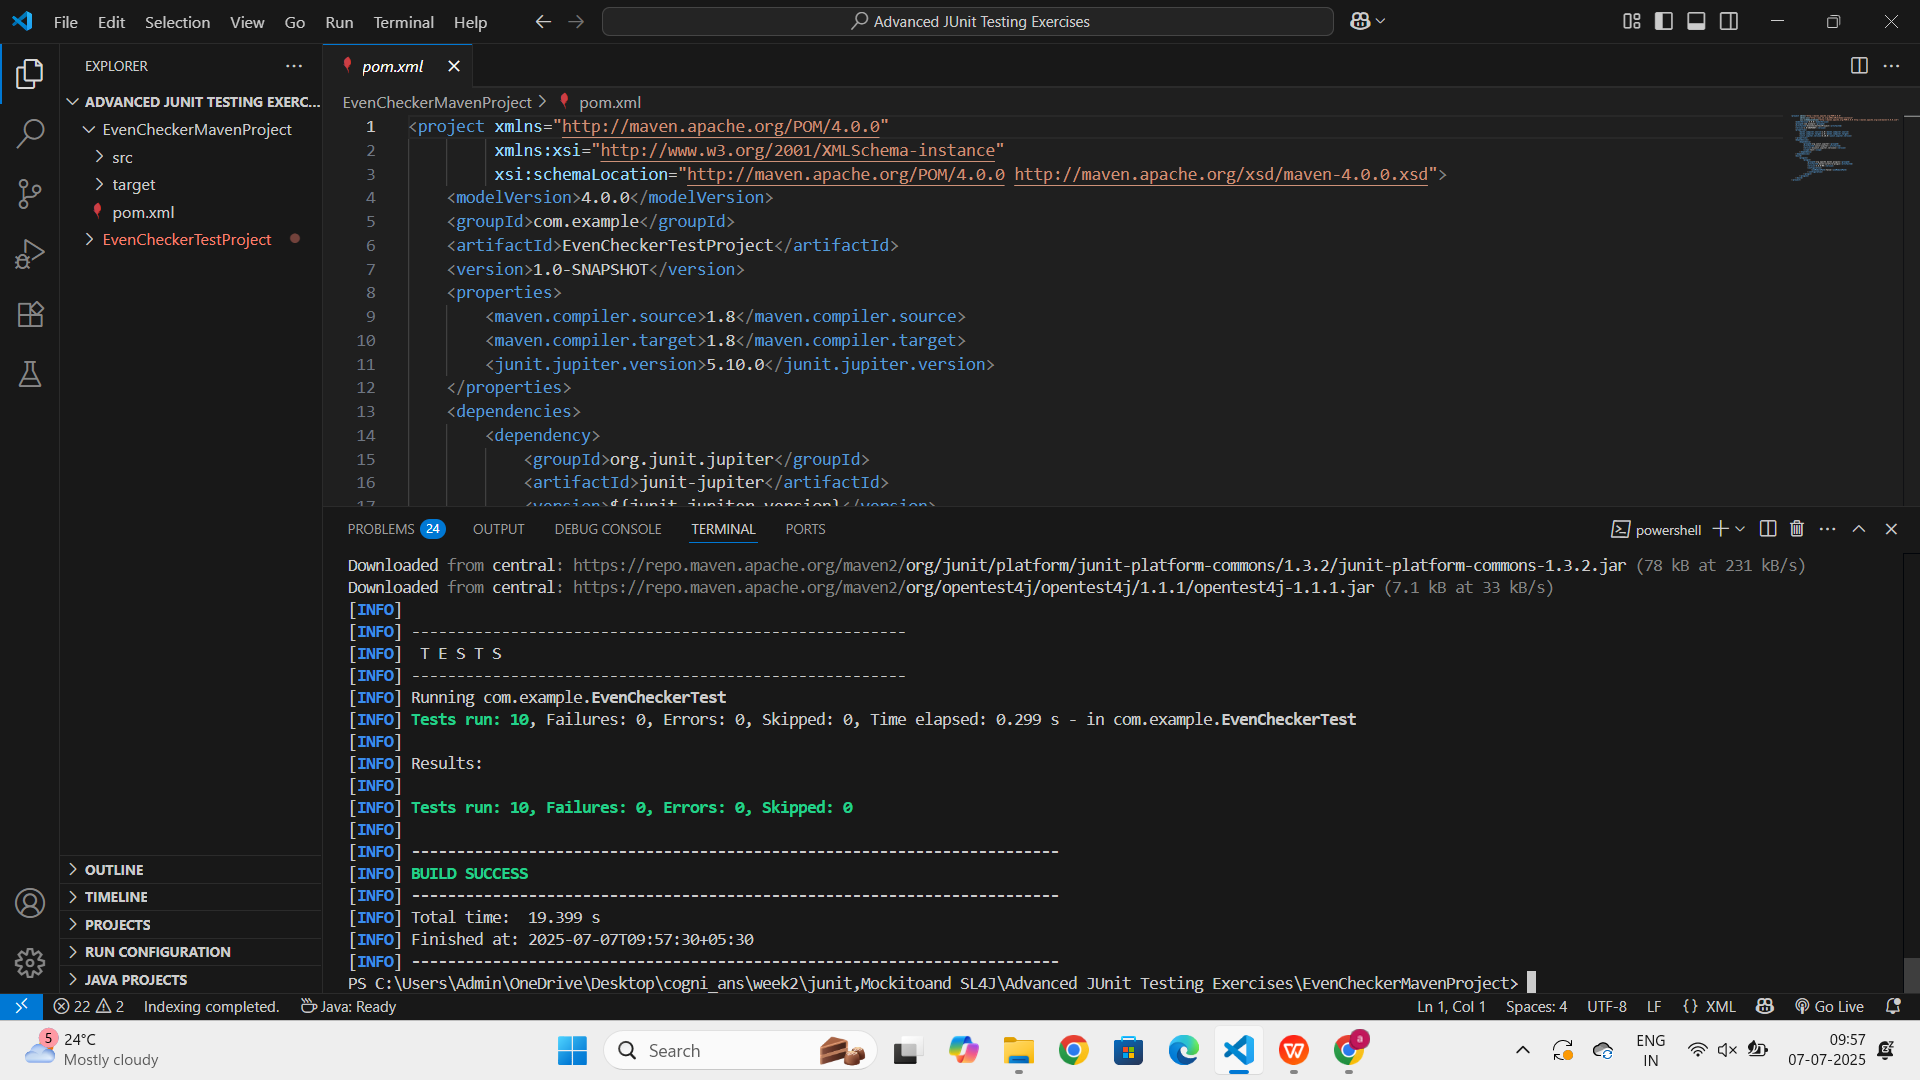 File Edit Selection View Go Run Terminal Help
Advanced JUnit Testing Exercises
EXPLORER
ADVANCED JUNIT TESTING EXERC...
EvenCheckerMavenProject
src
target
pom.xml
EvenCheckerTestProject
OUTLINE
TIMELINE
PROJECTS
RUN CONFIGURATION
JAVA PROJECTS
pom.xml
EvenCheckerMavenProject > pom.xml
1 <project xmlns="http://maven.apache.org/POM/4.0.0"
2 xmlns:xsi="http://www.w3.org/2001/XMLSchema-instance"
3 xsi:schemaLocation="http://maven.apache.org/POM/4.0.0 http://maven.apache.org/xsd/maven-4.0.0.xsd">
4 <modelVersion>4.0.0</modelVersion>
5 <groupId>com.example</groupId>
6 <artifactId>EvenCheckerTestProject</artifactId>
7 <version>1.0-SNAPSHOT</version>
8 <properties>
9 <maven.compiler.source>1.8</maven.compiler.source>
10 <maven.compiler.target>1.8</maven.compiler.target>
11 <junit.jupiter.version>5.10.0</junit.jupiter.version>
12 </properties>
13 <dependencies>
14 <dependency>
15 <groupId>org.junit.jupiter</groupId>
16 <artifactId>junit-jupiter</artifactId>
17 <version>${junit.jupiter.version}</version>
PROBLEMS 24 OUTPUT DEBUG CONSOLE TERMINAL PORTS
powershell
Downloaded from central: https://repo.maven.apache.org/maven2/org/junit/platform/junit-platform-commons/1.3.2/junit-platform-commons-1.3.2.jar (78 kB at 231 kB/s)
Downloaded from central: https://repo.maven.apache.org/maven2/org/opentest4j/opentest4j/1.1.1/opentest4j-1.1.1.jar (7.1 kB at 33 kB/s)
[INFO]
[INFO] -------------------------------------------------------
[INFO]  T E S T S
[INFO] -------------------------------------------------------
[INFO] Running com.example.EvenCheckerTest
[INFO] Tests run: 10, Failures: 0, Errors: 0, Skipped: 0, Time elapsed: 0.299 s - in com.example.EvenCheckerTest
[INFO]
[INFO] Results:
[INFO]
[INFO] Tests run: 10, Failures: 0, Errors: 0, Skipped: 0
[INFO]
[INFO] ------------------------------------------------------------------------
[INFO] BUILD SUCCESS
[INFO] ------------------------------------------------------------------------
[INFO] Total time:  19.399 s
[INFO] Finished at: 2025-07-07T09:57:30+05:30
[INFO] ------------------------------------------------------------------------
PS C:\Users\Admin\OneDrive\Desktop\cogni_ans\week2\junit,Mockitoand SL4J\Advanced JUnit Testing Exercises\EvenCheckerMavenProject>
22 2 Indexing completed. Java: Ready
Ln 1, Col 1 Spaces: 4 UTF-8 LF {} XML Go Live
5 24°C
Mostly cloudy
Search
W
a
ENG
IN
09:57
07-07-2025